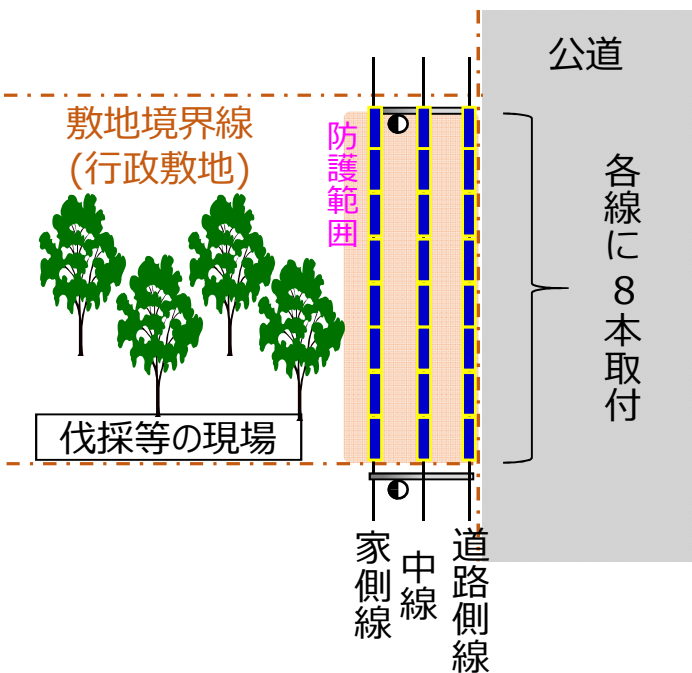 公道
敷地境界線
(行政敷地)
防護範囲
各線に８本取付
伐採等の現場
家側線
中線
道路側線